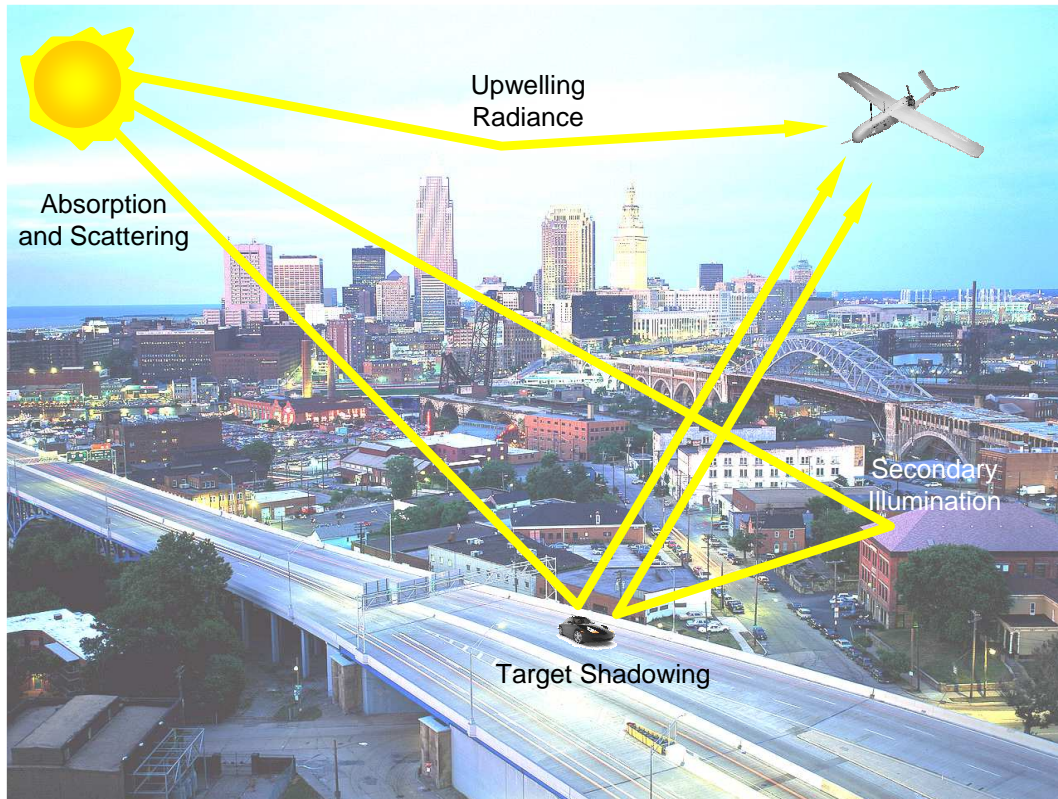 Upwelling
Radiance
Absorption
and Scattering
Secondary
Illumination
Target Shadowing